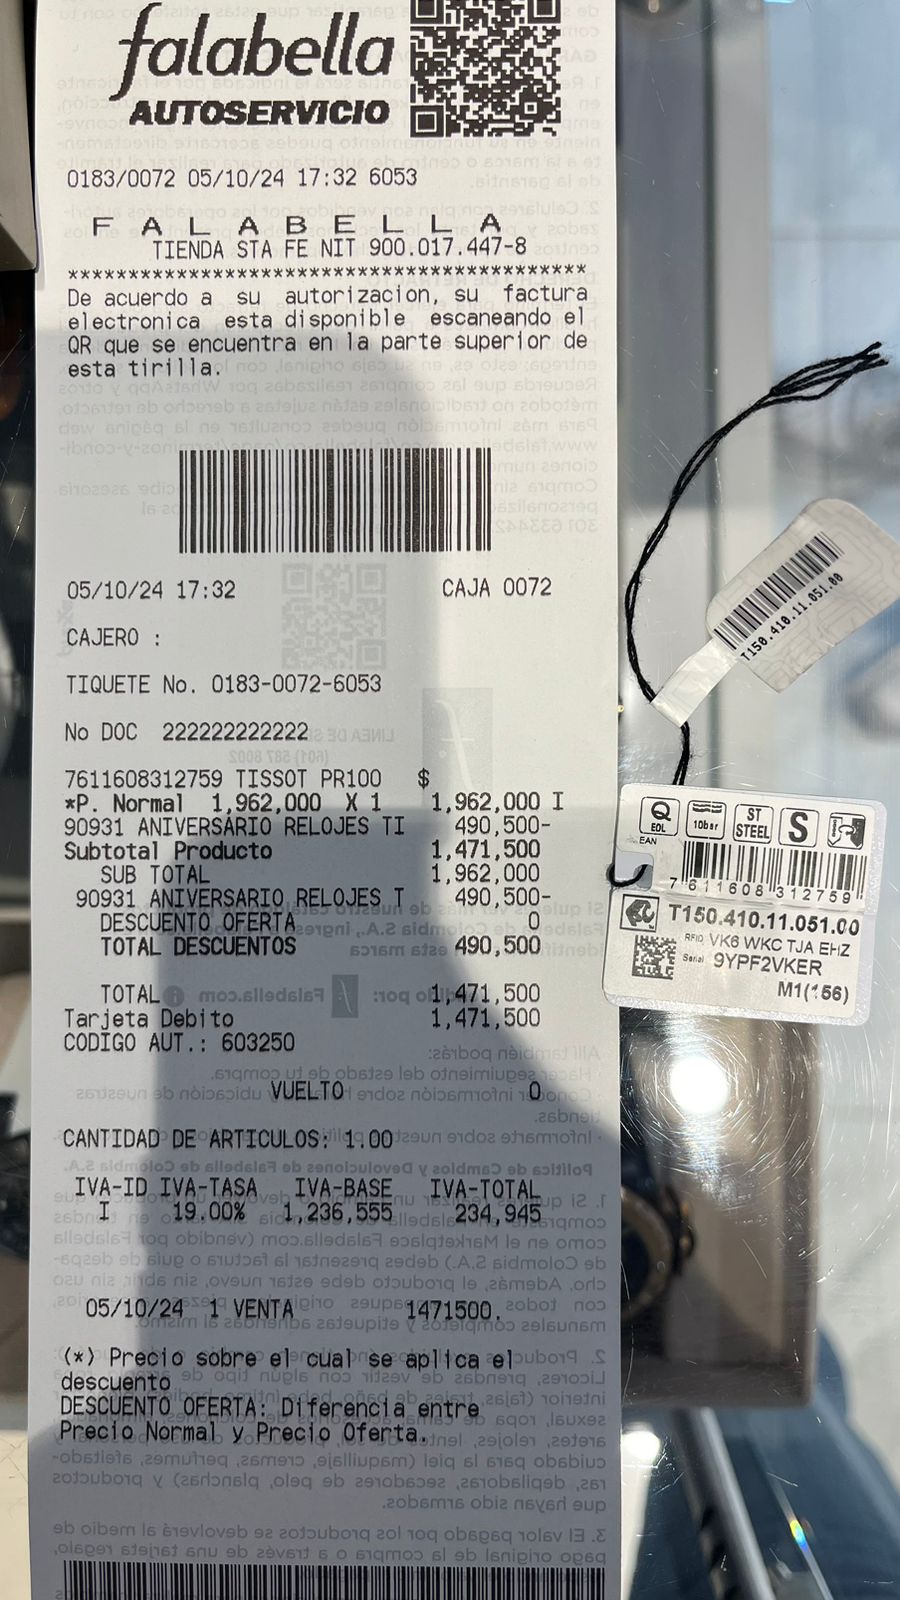 falabella
AUTOSERVICIO
0183/0072 05/10/24 17:32 6053
F A L A B E L L A
TIENDA STA FE NIT 900.017.447-8
*******************************************
De acuerdo a su autorizacion, su factura
electronica esta disponible escaneando el
QR que se encuentra en la parte superior de
esta tirilla.
05/10/24 17:32 CAJA 0072
CAJERO :
TIQUETE No. 0183-0072-6053
No DOC 222222222222
7611608312759 TISSOT PR100 $
*P. Normal 1,962,000 X 1 1,962,000 I
90931 ANIVERSARIO RELOJES TI 490,500-
Subtotal Producto 1,471,500
SUB TOTAL 1,962,000
90931 ANIVERSARIO RELOJES T 490,500-
DESCUENTO OFERTA 0
TOTAL DESCUENTOS 490,500
TOTAL 1,471,500
Tarjeta Debito 1,471,500
CODIGO AUT.: 603250
VUELTO 0
CANTIDAD DE ARTICULOS: 1.00
IVA-ID IVA-TASA IVA-BASE IVA-TOTAL
I 19.00% 1,236,555 234,945
05/10/24 1 VENTA 1471500.
(*) Precio sobre el cual se aplica el
descuento
DESCUENTO OFERTA: Diferencia entre
Precio Normal y Precio Oferta.
T150.410.11.051.00
Q EOL
10bar
ST STEEL
S
EAN
7 611608 312759
T150.410.11.051.00
RFID VK6 WKC TJA EHZ
Serial 9YPF2VKER
M1(156)